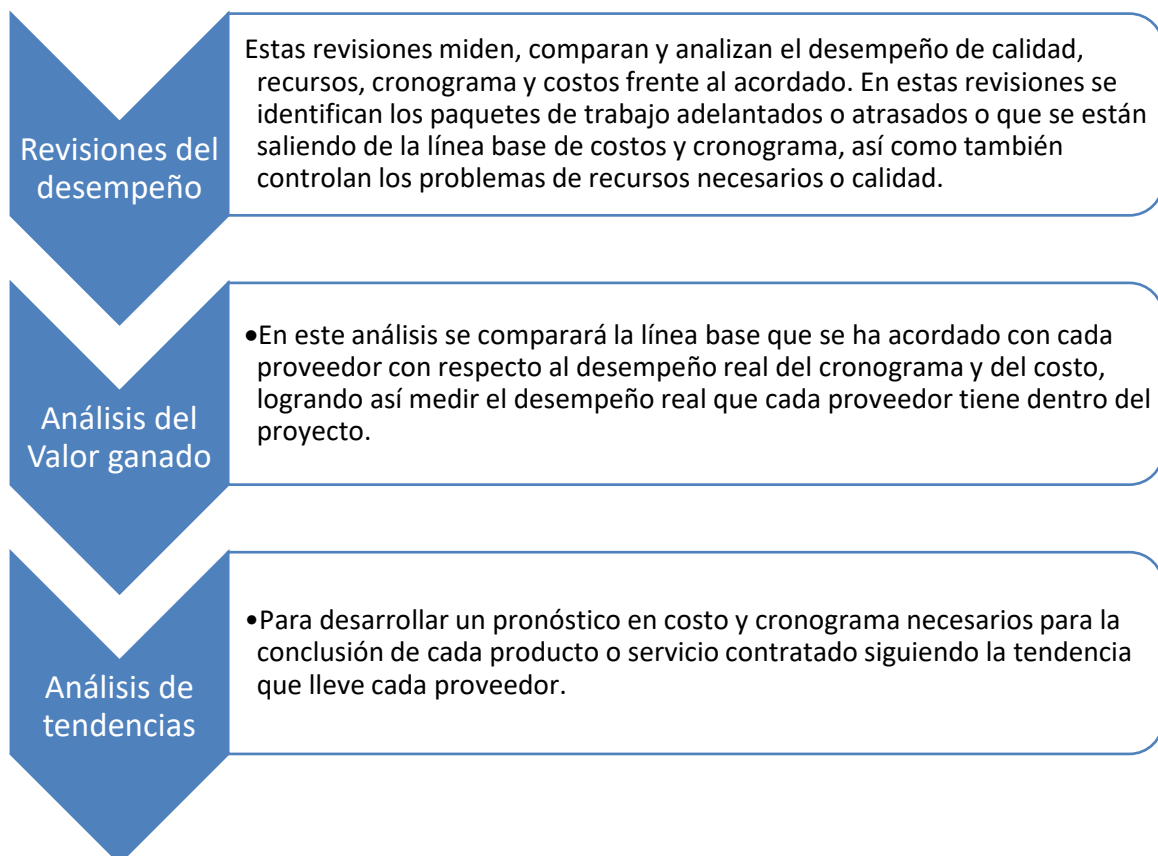 Revisiones del
desempeño
Estas revisiones miden, comparan y analizan el desempeño de calidad,
recursos, cronograma y costos frente al acordado. En estas revisiones se
identifican los paquetes de trabajo adelantados o atrasados o que se están
saliendo de la línea base de costos y cronograma, así como también
controlan los problemas de recursos necesarios o calidad.
Análisis del
Valor ganado
•En este análisis se comparará la línea base que se ha acordado con cada
proveedor con respecto al desempeño real del cronograma y del costo,
logrando así medir el desempeño real que cada proveedor tiene dentro del
proyecto.
Análisis de
tendencias
•Para desarrollar un pronóstico en costo y cronograma necesarios para la
conclusión de cada producto o servicio contratado siguiendo la tendencia
que lleve cada proveedor.